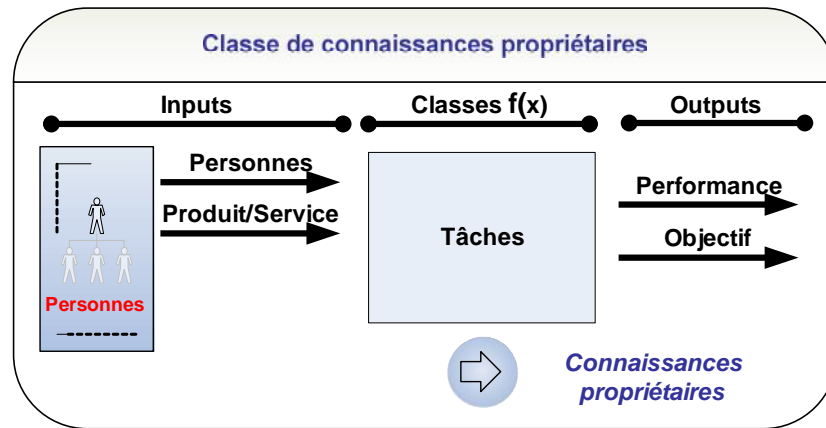 Classe de connaissances propriétaires
Inputs
Classes f(x)
Outputs
Personnes
Produit/Service
Personnes
Tâches
Performance
Objectif
Connaissances
propriétaires